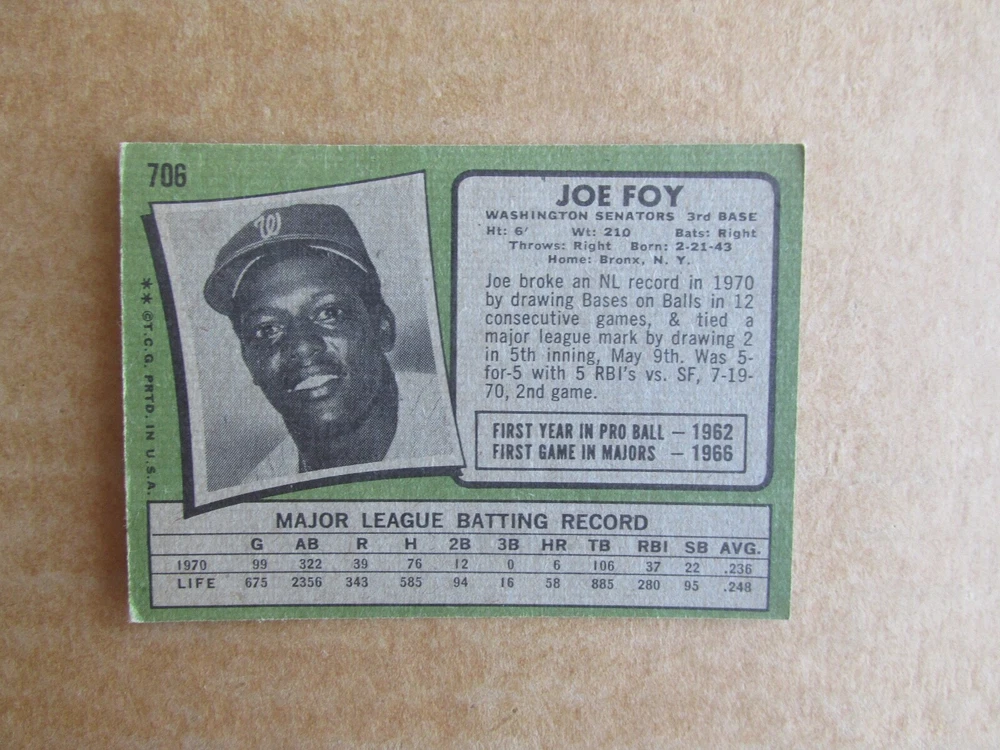 706
W
JOE FOY
WASHINGTON SENATORS 3rd BASE
Ht: 6' Wt: 210 Bats: Right
Throws: Right Born: 2-21-43
Home: Bronx, N. Y.
Joe broke an NL record in 1970
by drawing Bases on Balls in 12
consecutive games, & tied a
major league mark by drawing 2
in 5th inning, May 9th. Was 5-
for-5 with 5 RBI's vs. SF, 7-19-
70, 2nd game.
FIRST YEAR IN PRO BALL — 1962
FIRST GAME IN MAJORS — 1966
** ©T.C.G. PRTD. IN U.S.A.
MAJOR LEAGUE BATTING RECORD
G AB R H 2B 3B HR TB RBI SB AVG.
1970 99 322 39 76 12 0 6 106 37 22 .236
LIFE 675 2356 343 585 94 16 58 885 280 95 .248